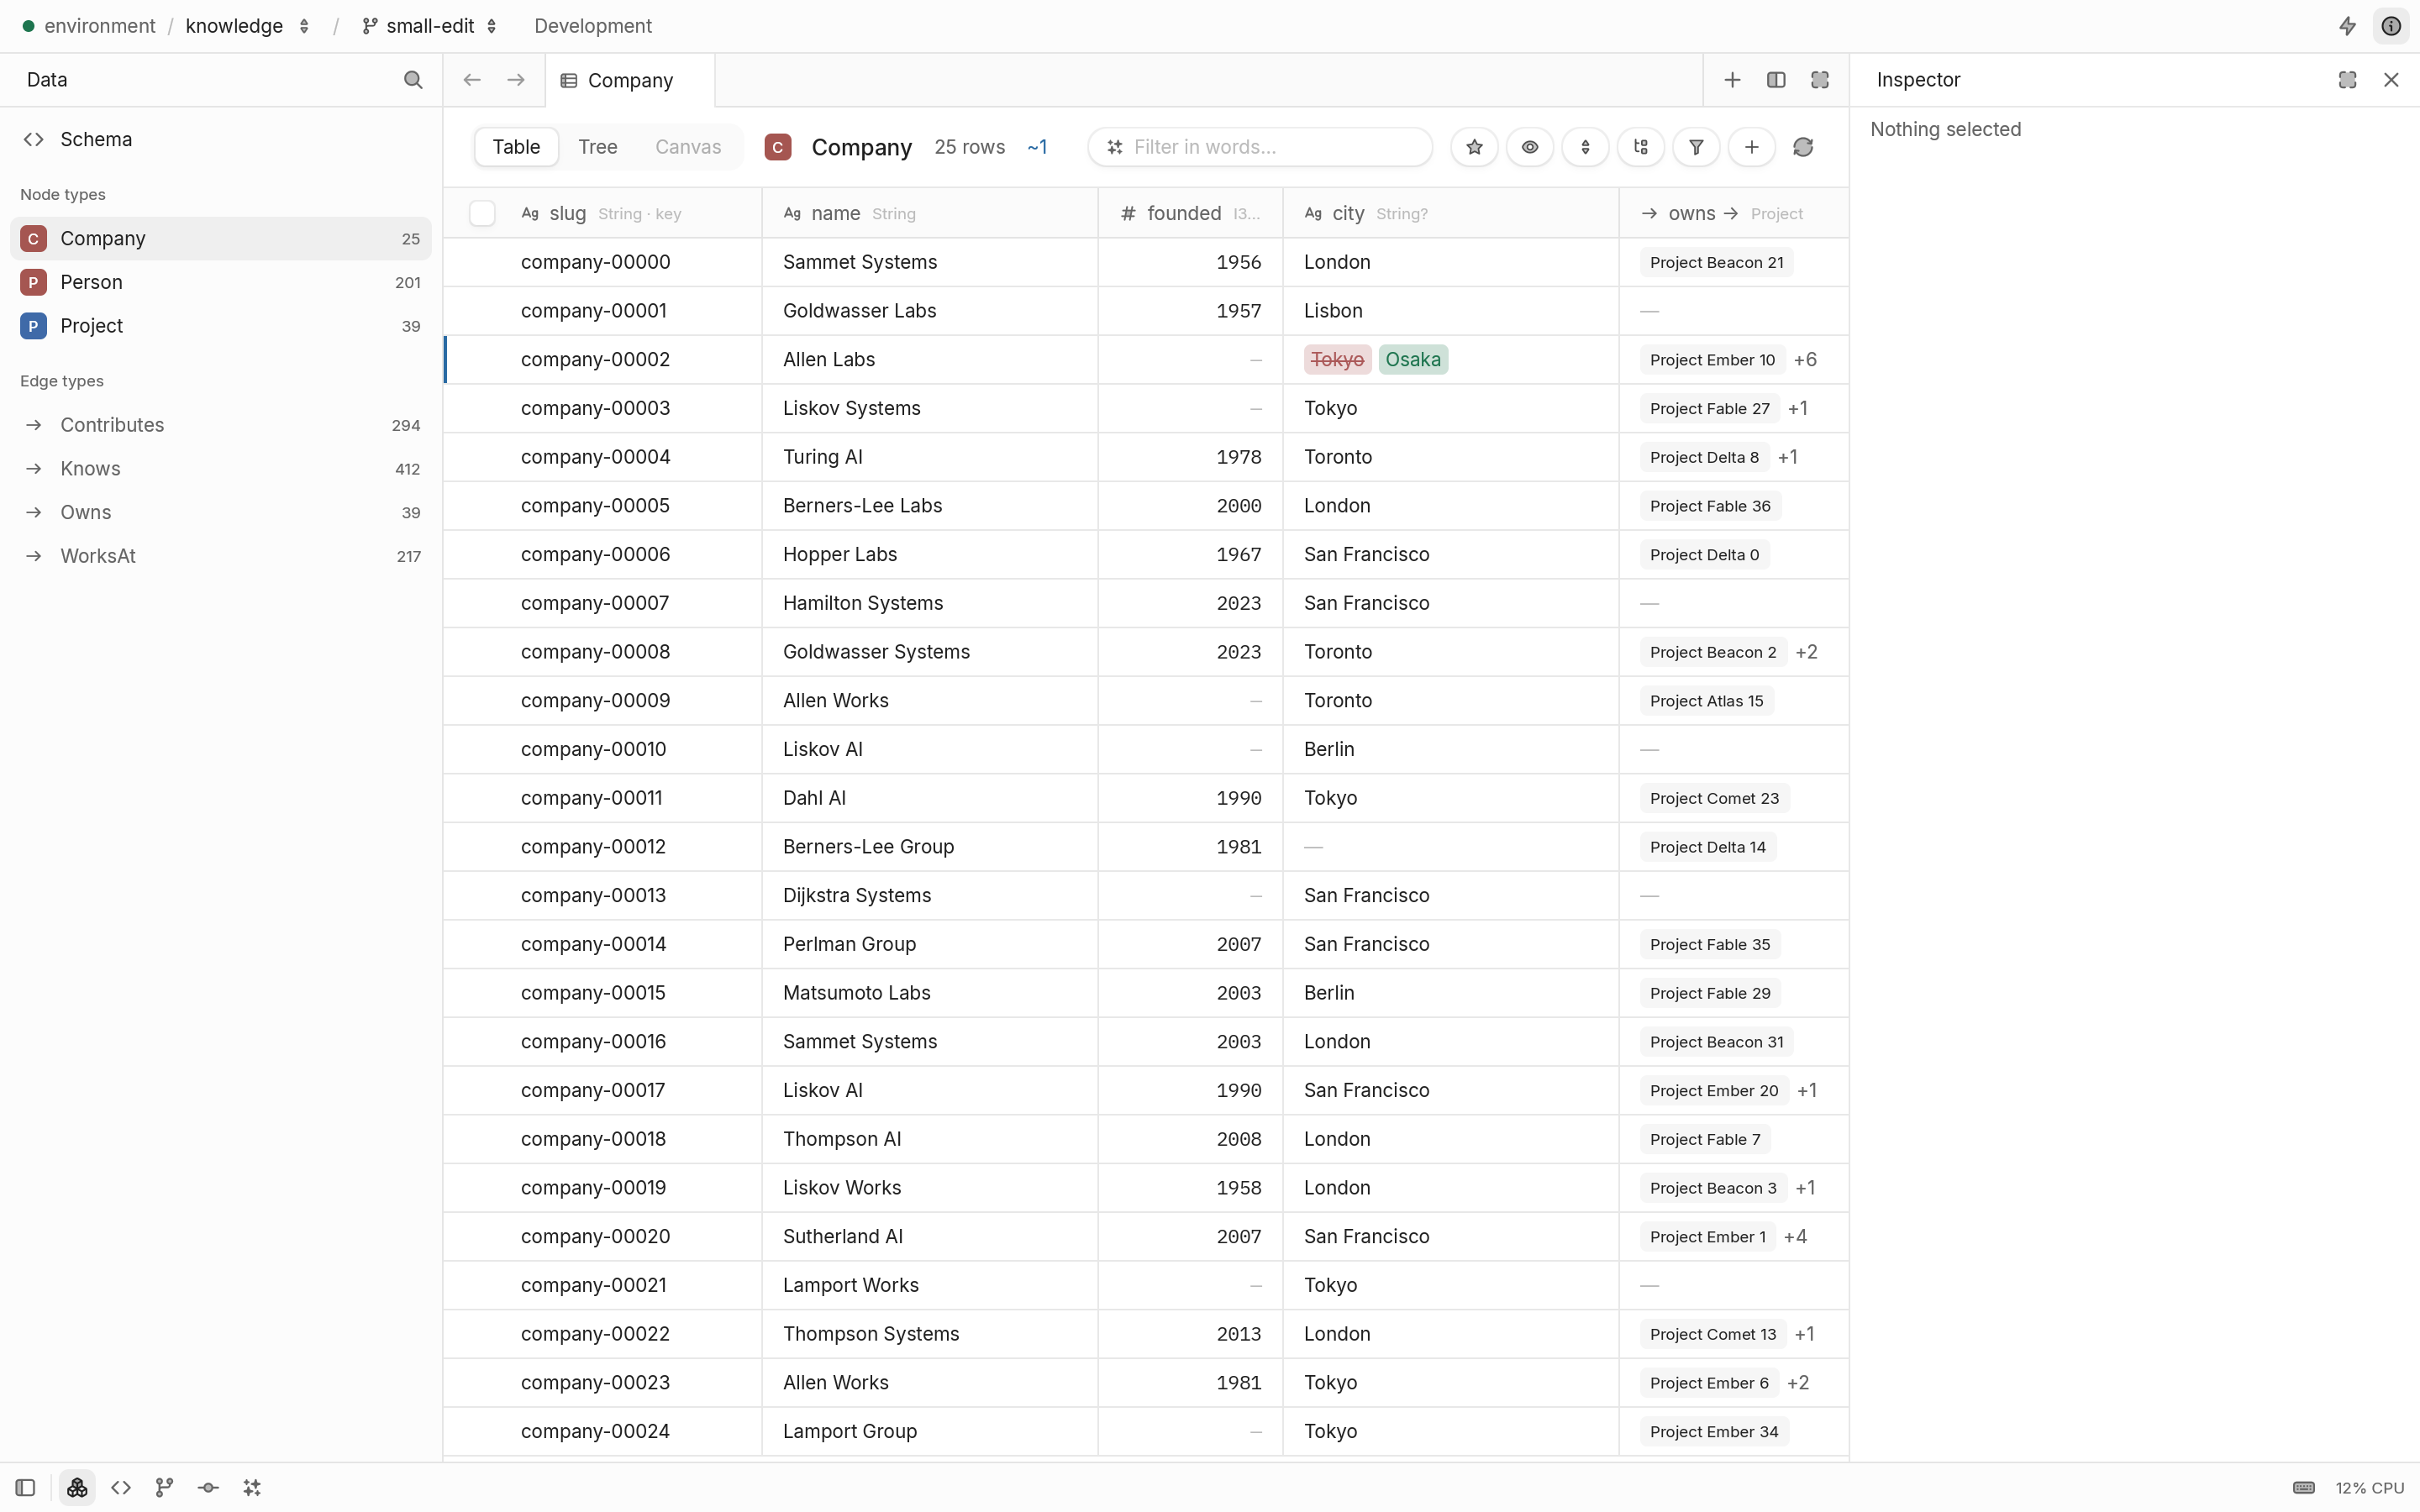 environment / knowledge / small-edit Development
Data
Company
Inspector
Schema
Table Tree Canvas C Company 25 rows ~1 Filter in words...
Nothing selected
Node types
C Company 25
P Person 201
P Project 39
Edge types
Contributes 294
Knows 412
Owns 39
WorksAt 217
Ag slug String · key Ag name String # founded I3... Ag city String? → owns → Project
company-00000 Sammet Systems 1956 London Project Beacon 21
company-00001 Goldwasser Labs 1957 Lisbon —
company-00002 Allen Labs — Tokyo Osaka Project Ember 10 +6
company-00003 Liskov Systems — Tokyo Project Fable 27 +1
company-00004 Turing AI 1978 Toronto Project Delta 8 +1
company-00005 Berners-Lee Labs 2000 London Project Fable 36
company-00006 Hopper Labs 1967 San Francisco Project Delta 0
company-00007 Hamilton Systems 2023 San Francisco —
company-00008 Goldwasser Systems 2023 Toronto Project Beacon 2 +2
company-00009 Allen Works — Toronto Project Atlas 15
company-00010 Liskov AI — Berlin —
company-00011 Dahl AI 1990 Tokyo Project Comet 23
company-00012 Berners-Lee Group 1981 — Project Delta 14
company-00013 Dijkstra Systems — San Francisco —
company-00014 Perlman Group 2007 San Francisco Project Fable 35
company-00015 Matsumoto Labs 2003 Berlin Project Fable 29
company-00016 Sammet Systems 2003 London Project Beacon 31
company-00017 Liskov AI 1990 San Francisco Project Ember 20 +1
company-00018 Thompson AI 2008 London Project Fable 7
company-00019 Liskov Works 1958 London Project Beacon 3 +1
company-00020 Sutherland AI 2007 San Francisco Project Ember 1 +4
company-00021 Lamport Works — Tokyo —
company-00022 Thompson Systems 2013 London Project Comet 13 +1
company-00023 Allen Works 1981 Tokyo Project Ember 6 +2
company-00024 Lamport Group — Tokyo Project Ember 34
12% CPU